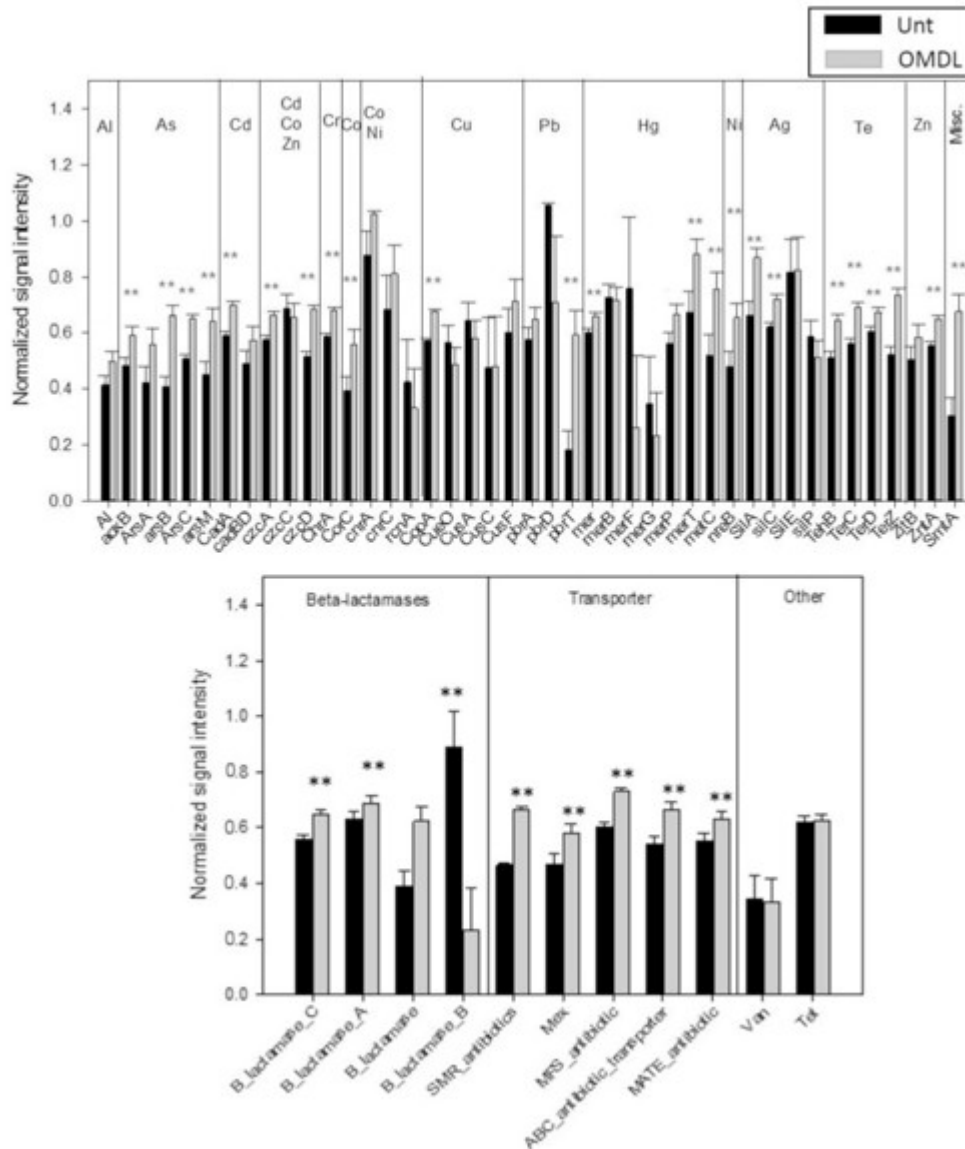 Unt
OMDL
Al As Cd Cd Cr Co Co Cu Pb Hg Ni Ag Te Zn Misc.
Co Ni
Zn
Normalized signal intensity
1.4
1.2
1.0
0.8
0.6
0.4
0.2
0.0
** ** ** ** ** ** ** ** ** ** ** ** ** ** ** ** ** ** ** ** ** ** ** **
Al ArsA arsB ArsC arsM CadA cadBD czcA czcC czcD ChrA CorC cnrA cnrC rcnA CopA CueO CusA CusC CusF pbrA pbrD pbrT mer merB merF merG merP merT metC nreB SilA silC SilE silP TehB TerC TerD TerZ ZitB ZntA SmtA
Beta-lactamases Transporter Other
Normalized signal intensity
1.4
1.2
1.0
0.8
0.6
0.4
0.2
0.0
** ** ** ** ** ** ** **
B_lactamase_C B_lactamase_A B_lactamase B_lactamase_B SMR_antibiotics Mex MFS_antibiotic ABC_antibiotic_transporter MATE_antibiotic Van Tet